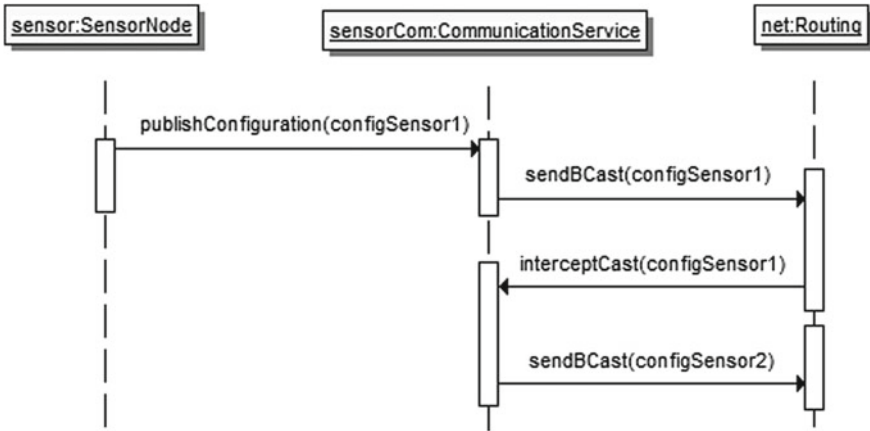 sensor:SensorNode
sensorCom:CommunicationService
net:Routing
publishConfiguration(configSensor1)
sendBCast(configSensor1)
interceptCast(configSensor1)
sendBCast(configSensor2)